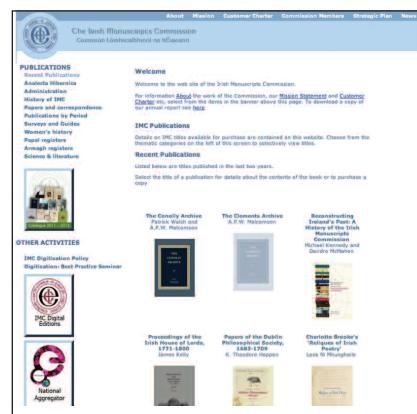 About Mission Customer Charter Commission Members Strategic Plan News
The Irish Manuscripts Commission
Coimisiún Láimhscríbhinní na hÉireann
PUBLICATIONS
Recent Publications
Analecta Hibernica
Administration
History of IMC
Papers and correspondence
Publications by Period
Surveys and Guides
Women's history
Papal registers
Armagh registers
Science & literature
Catalogue 2011 - 2012
OTHER ACTIVITIES
IMC Digitisation Policy
Digitisation: Best Practice Seminar
IMC Digital
Editions
National
Aggregator
Welcome
Welcome to the web site of the Irish Manuscripts Commission.
For information About the work of the Commission, our Mission Statement and Customer
Charter etc, select from the items in the banner above this page. To download a copy of
our annual report see here
IMC Publications
Details on IMC titles available for purchase are contained on this website. Choose from the
thematic categories on the left of this screen to selectively view titles.
Recent Publications
Listed below are titles published in the last two years.
Select the title of a publication for details about the contents of the book or to purchase a
copy
The Conolly Archive
Patrick Walsh and
A.P.W. Malcomson
The Clements Archive
A.P.W. Malcomson
Reconstructing
Ireland's Past: A
History of the Irish
Manuscripts
Commission
Michael Kennedy and
Deirdre McMahon
Proceedings of the
Irish House of Lords,
1771-1800
James Kelly
Papers of the Dublin
Philosophical Society,
1683-1709
K. Theodore Hoppen
Charlotte Brooke's
'Reliques of Irish
Poetry'
Lesa Ní Mhunghaile